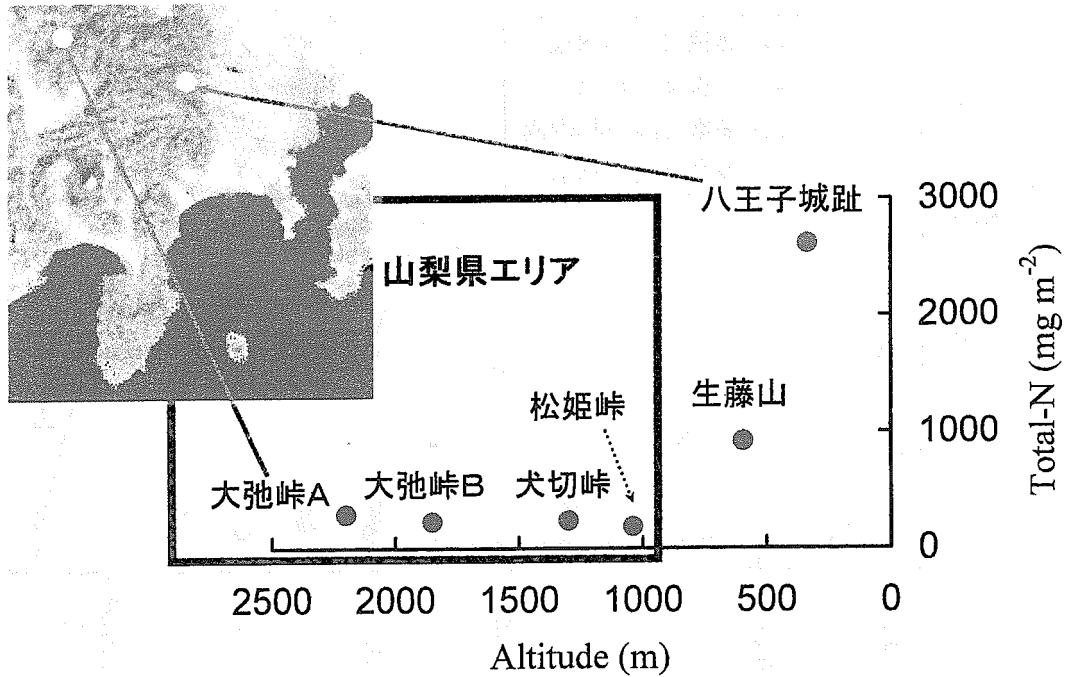 八王子城趾
3000
山梨県エリア
2000
生藤山
松姫峠
1000
大弛峠A
大弛峠B
犬切峠
0
Total-N (mg m-2)
2500
2000
1500
1000
500
0
Altitude (m)